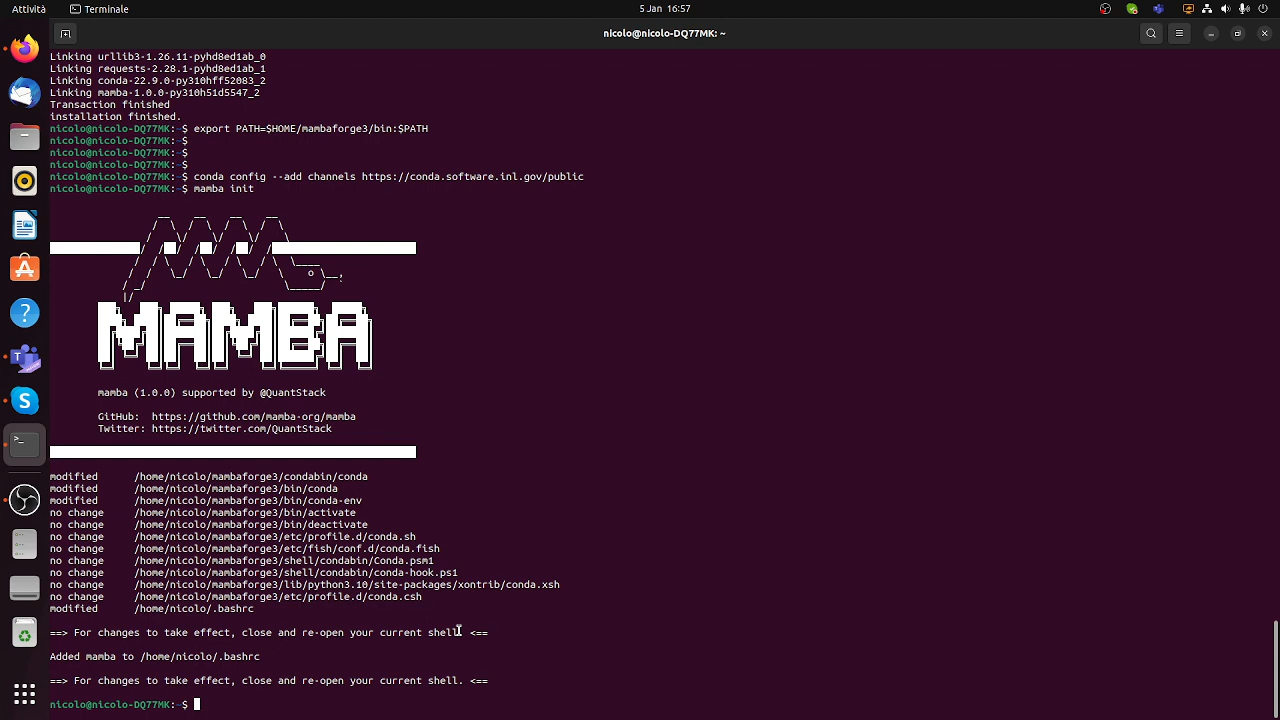 Attività
Terminale
5 Jan 16:57
nicolo@nicolo-DQ77MK: ~
Linking urllib3-1.26.11-pyhd8ed1ab_0
Linking requests-2.28.1-pyhd8ed1ab_1
Linking conda-22.9.0-py310hff52083_2
Linking mamba-1.0.0-py310h51d5547_2
Transaction finished
installation finished.
nicolo@nicolo-DQ77MK:~$ export PATH=$HOME/mambaforge3/bin:$PATH
nicolo@nicolo-DQ77MK:~$
nicolo@nicolo-DQ77MK:~$
nicolo@nicolo-DQ77MK:~$
nicolo@nicolo-DQ77MK:~$ conda config --add channels https://conda.software.inl.gov/public
nicolo@nicolo-DQ77MK:~$ mamba init
MAMBA
mamba (1.0.0) supported by @QuantStack
GitHub:  https://github.com/mamba-org/mamba
Twitter: https://twitter.com/QuantStack
modified      /home/nicolo/mambaforge3/condabin/conda
modified      /home/nicolo/mambaforge3/bin/conda
modified      /home/nicolo/mambaforge3/bin/conda-env
no change     /home/nicolo/mambaforge3/bin/activate
no change     /home/nicolo/mambaforge3/bin/deactivate
no change     /home/nicolo/mambaforge3/etc/profile.d/conda.sh
no change     /home/nicolo/mambaforge3/etc/fish/conf.d/conda.fish
no change     /home/nicolo/mambaforge3/shell/condabin/Conda.psm1
no change     /home/nicolo/mambaforge3/shell/condabin/conda-hook.ps1
no change     /home/nicolo/mambaforge3/lib/python3.10/site-packages/xontrib/conda.xsh
no change     /home/nicolo/mambaforge3/etc/profile.d/conda.csh
modified      /home/nicolo/.bashrc
==> For changes to take effect, close and re-open your current shell. <==
Added mamba to /home/nicolo/.bashrc
==> For changes to take effect, close and re-open your current shell. <==
nicolo@nicolo-DQ77MK:~$